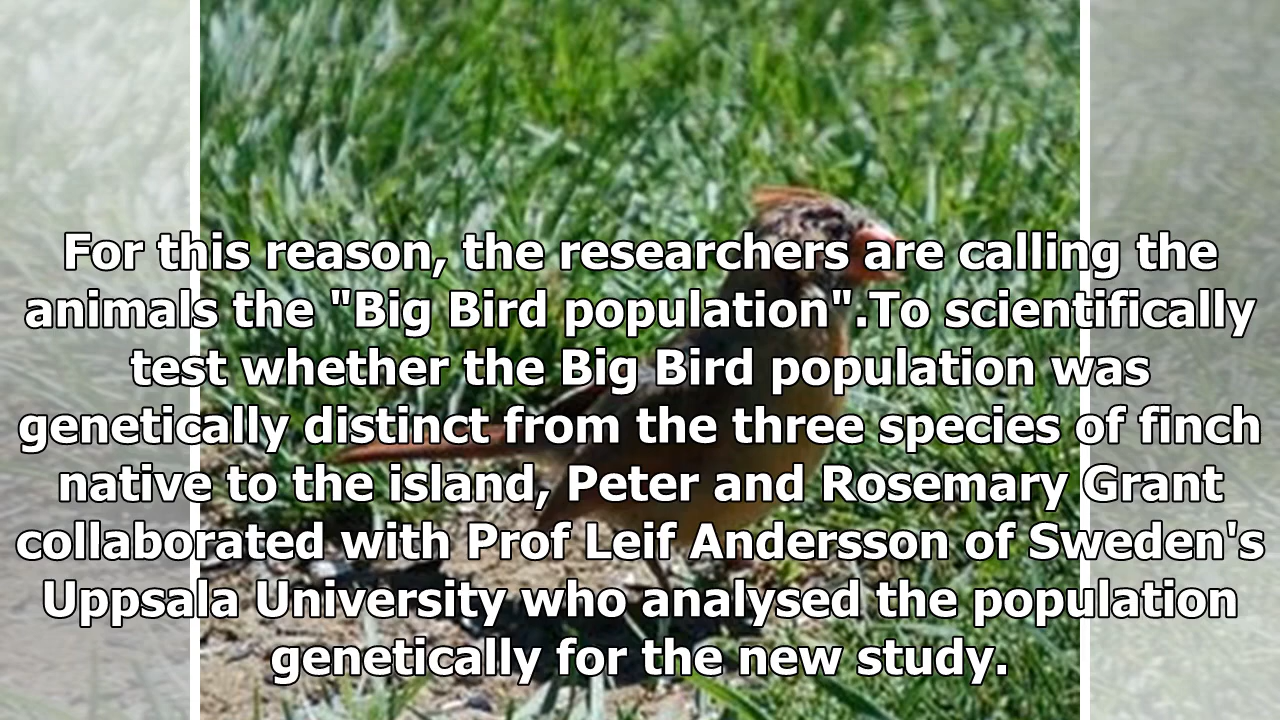 For this reason, the researchers are calling the
animals the "Big Bird population".To scientifically
test whether the Big Bird population was
genetically distinct from the three species of finch
native to the island, Peter and Rosemary Grant
collaborated with Prof Leif Andersson of Sweden's
Uppsala University who analysed the population
genetically for the new study.